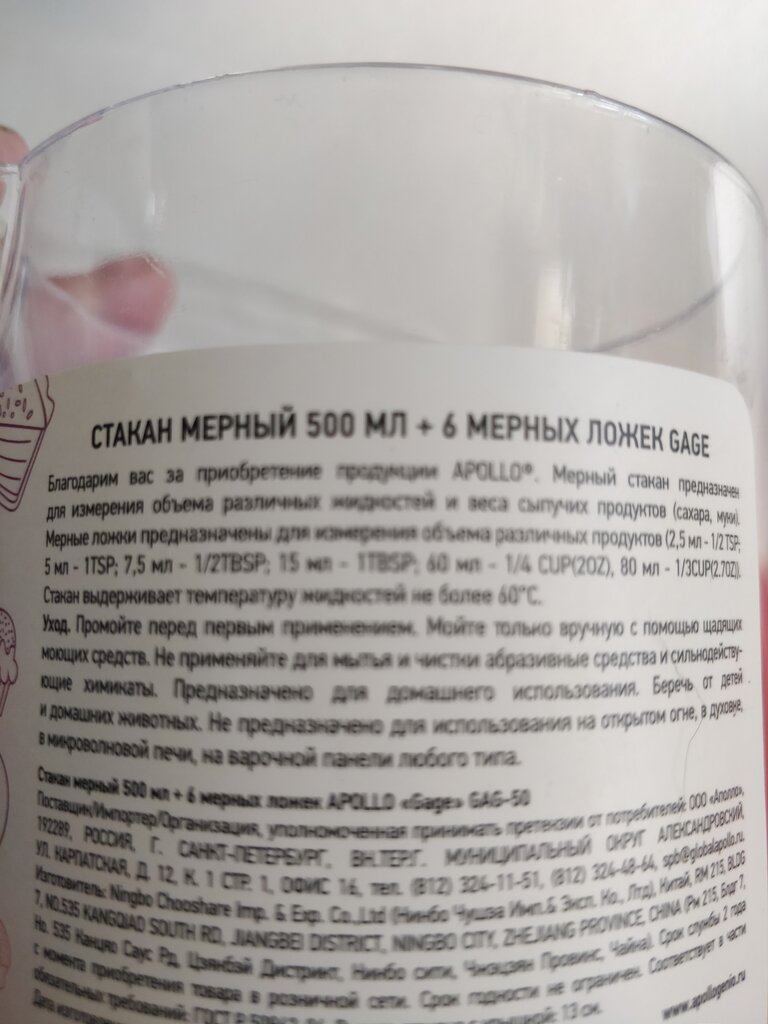 СТАКАН МЕРНЫЙ 500 МЛ + 6 МЕРНЫХ ЛОЖЕК GAGE
Благодарим вас за приобретение продукции APOLLO®. Мерный стакан предназначен
для измерения объема различных жидкостей и веса сыпучих продуктов (сахара, муки).
Мерные ложки предназначены для измерения объема различных продуктов (2,5 мл - 1/2 TSP;
5 мл - 1TSP; 7,5 мл - 1/2TBSP; 15 мл - 1TBSP; 60 мл - 1/4 CUP(2OZ), 80 мл - 1/3CUP(2.7OZ)).
Стакан выдерживает температуру жидкостей не более 60°C.
Уход. Промойте перед первым применением. Мойте только вручную с помощью щадящих
моющих средств. Не применяйте для мытья и чистки абразивные средства и сильнодейству-
ющие химикаты. Предназначено для домашнего использования. Беречь от детей
и домашних животных. Не предназначено для использования на открытом огне, в духовке,
в микроволновой печи, на варочной панели любого типа.
Стакан мерный 500 мл + 6 мерных ложек APOLLO «Gage» GAG-50
Поставщик/Импортер/Организация, уполномоченная принимать претензии от потребителей: ООО «Аполло»,
192289, РОССИЯ, Г. САНКТ-ПЕТЕРБУРГ, ВН.ТЕР.Г. МУНИЦИПАЛЬНЫЙ ОКРУГ АЛЕКСАНДРОВСКИЙ,
УЛ. КАРПАТСКАЯ, Д. 12, К. 1 СТР. 1, ОФИС 16, тел. (812) 324-11-51, (812) 324-48-64, spb@globalapollo.ru.
Изготовитель: Ningbo Chooshare Imp. & Exp. Co.,Ltd (Нинбо Чушэа Имп.& Эксп. Ко., Лтд), Китай, RM 215, BLDG
7, NO.535 KANGQIAO SOUTH RD, JIANGBEI DISTRICT, NINGBO CITY, ZHEJIANG PROVINCE, CHINA (Рм 215, Блдг 7,
Но. 535 Канцяо Саус Рд, Цзянбэй Дистринт, Нинбо сити, Чжэцзян Провинс, Чайна). Срок службы 2 года
с момента приобретения товара в розничной сети. Срок годности не ограничен. Соответствует в части
обязательных требований: ГОСТ Р 13 см.
Дата изготов www.apollogenio.ru